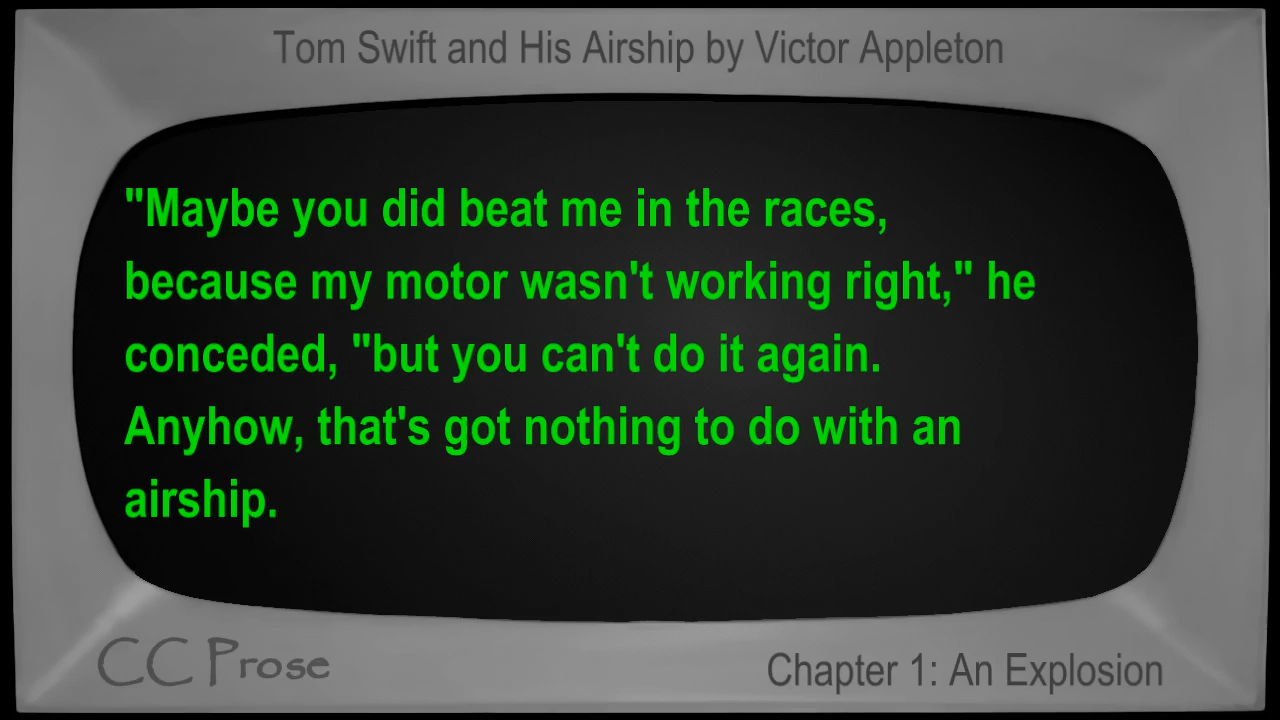 Tom Swift and His Airship by Victor Appleton
"Maybe you did beat me in the races,
because my motor wasn't working right," he
conceded, "but you can't do it again.
Anyhow, that's got nothing to do with an
airship.
CC Prose
Chapter 1: An Explosion